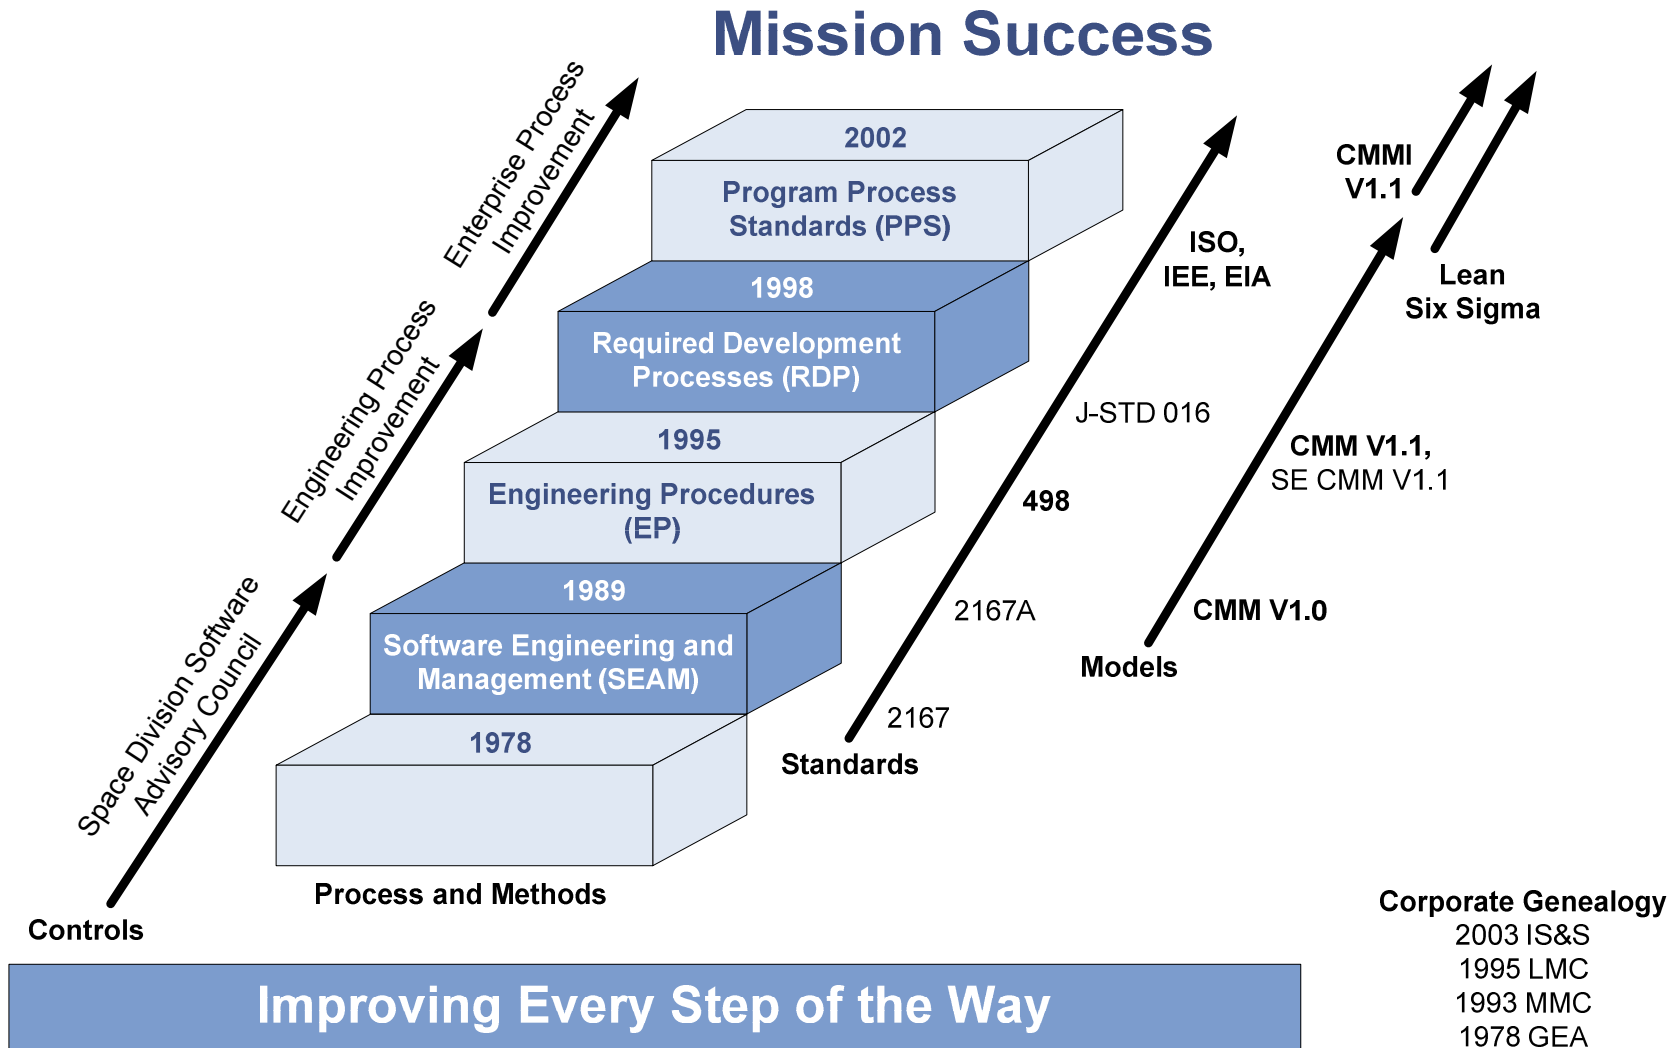 Mission Success
Enterprise Process
Improvement
Engineering Process
Improvement
Space Division Software
Advisory Council
Controls
2002
Program Process
Standards (PPS)
1998
Required Development
Processes (RDP)
1995
Engineering Procedures
(EP)
1989
Software Engineering and
Management (SEAM)
1978
Process and Methods
ISO,
IEE, EIA
J-STD 016
498
2167A
2167
Standards
CMMI
V1.1
Lean
Six Sigma
CMM V1.1,
SE CMM V1.1
CMM V1.0
Models
Corporate Genealogy
2003 IS&S
1995 LMC
1993 MMC
1978 GEA
Improving Every Step of the Way